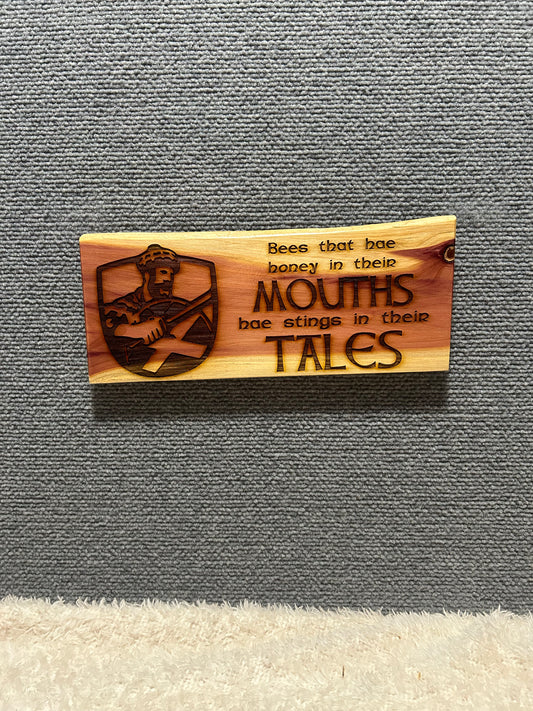 Bees that hae
honey in their
MOUTHS
hae stings in their
TALES